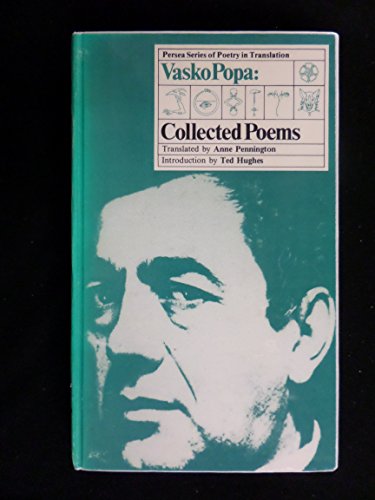 Persea Series of Poetry in Translation
Vasko Popa:
Collected Poems
Translated by Anne Pennington
Introduction by Ted Hughes